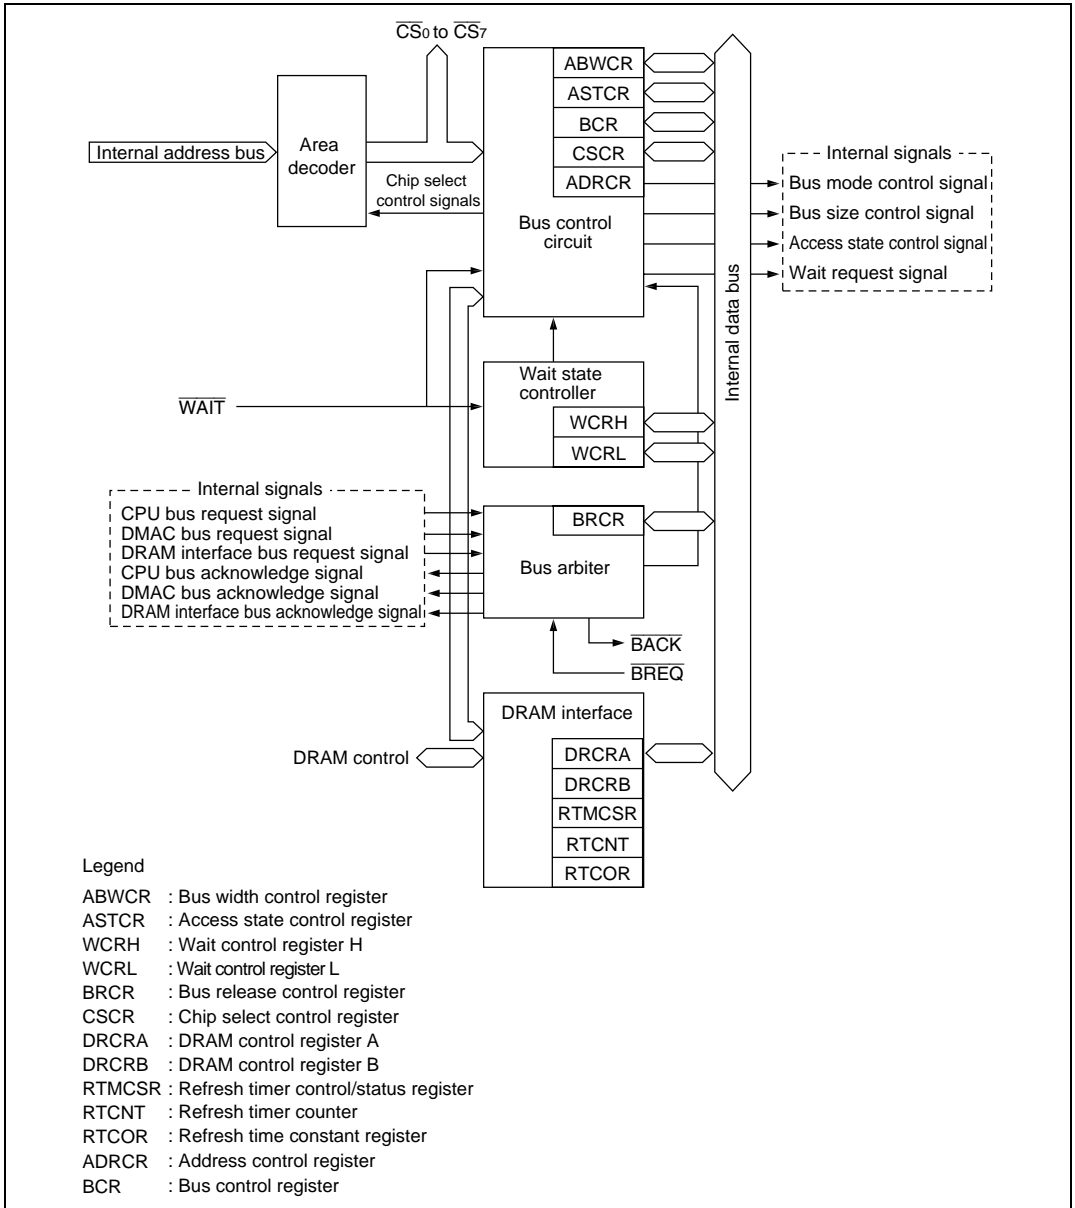 CS0 to CS7
ABWCR
ASTCR
BCR
CSCR
ADRCR
Bus control
circuit
Internal address bus
Area
decoder
Chip select
control signals
Internal signals
Bus mode control signal
Bus size control signal
Access state control signal
Wait request signal
Internal data bus
WAIT
Wait state
controller
WCRH
WCRL
Internal signals
CPU bus request signal
DMAC bus request signal
DRAM interface bus request signal
CPU bus acknowledge signal
DMAC bus acknowledge signal
DRAM interface bus acknowledge signal
BRCR
Bus arbiter
BACK
BREQ
DRAM interface
DRAM control
DRCRA
DRCRB
RTMCSR
RTCNT
RTCOR
Legend
ABWCR : Bus width control register
ASTCR : Access state control register
WCRH : Wait control register H
WCRL : Wait control register L
BRCR : Bus release control register
CSCR : Chip select control register
DRCRA : DRAM control register A
DRCRB : DRAM control register B
RTMCSR : Refresh timer control/status register
RTCNT : Refresh timer counter
RTCOR : Refresh time constant register
ADRCR : Address control register
BCR : Bus control register